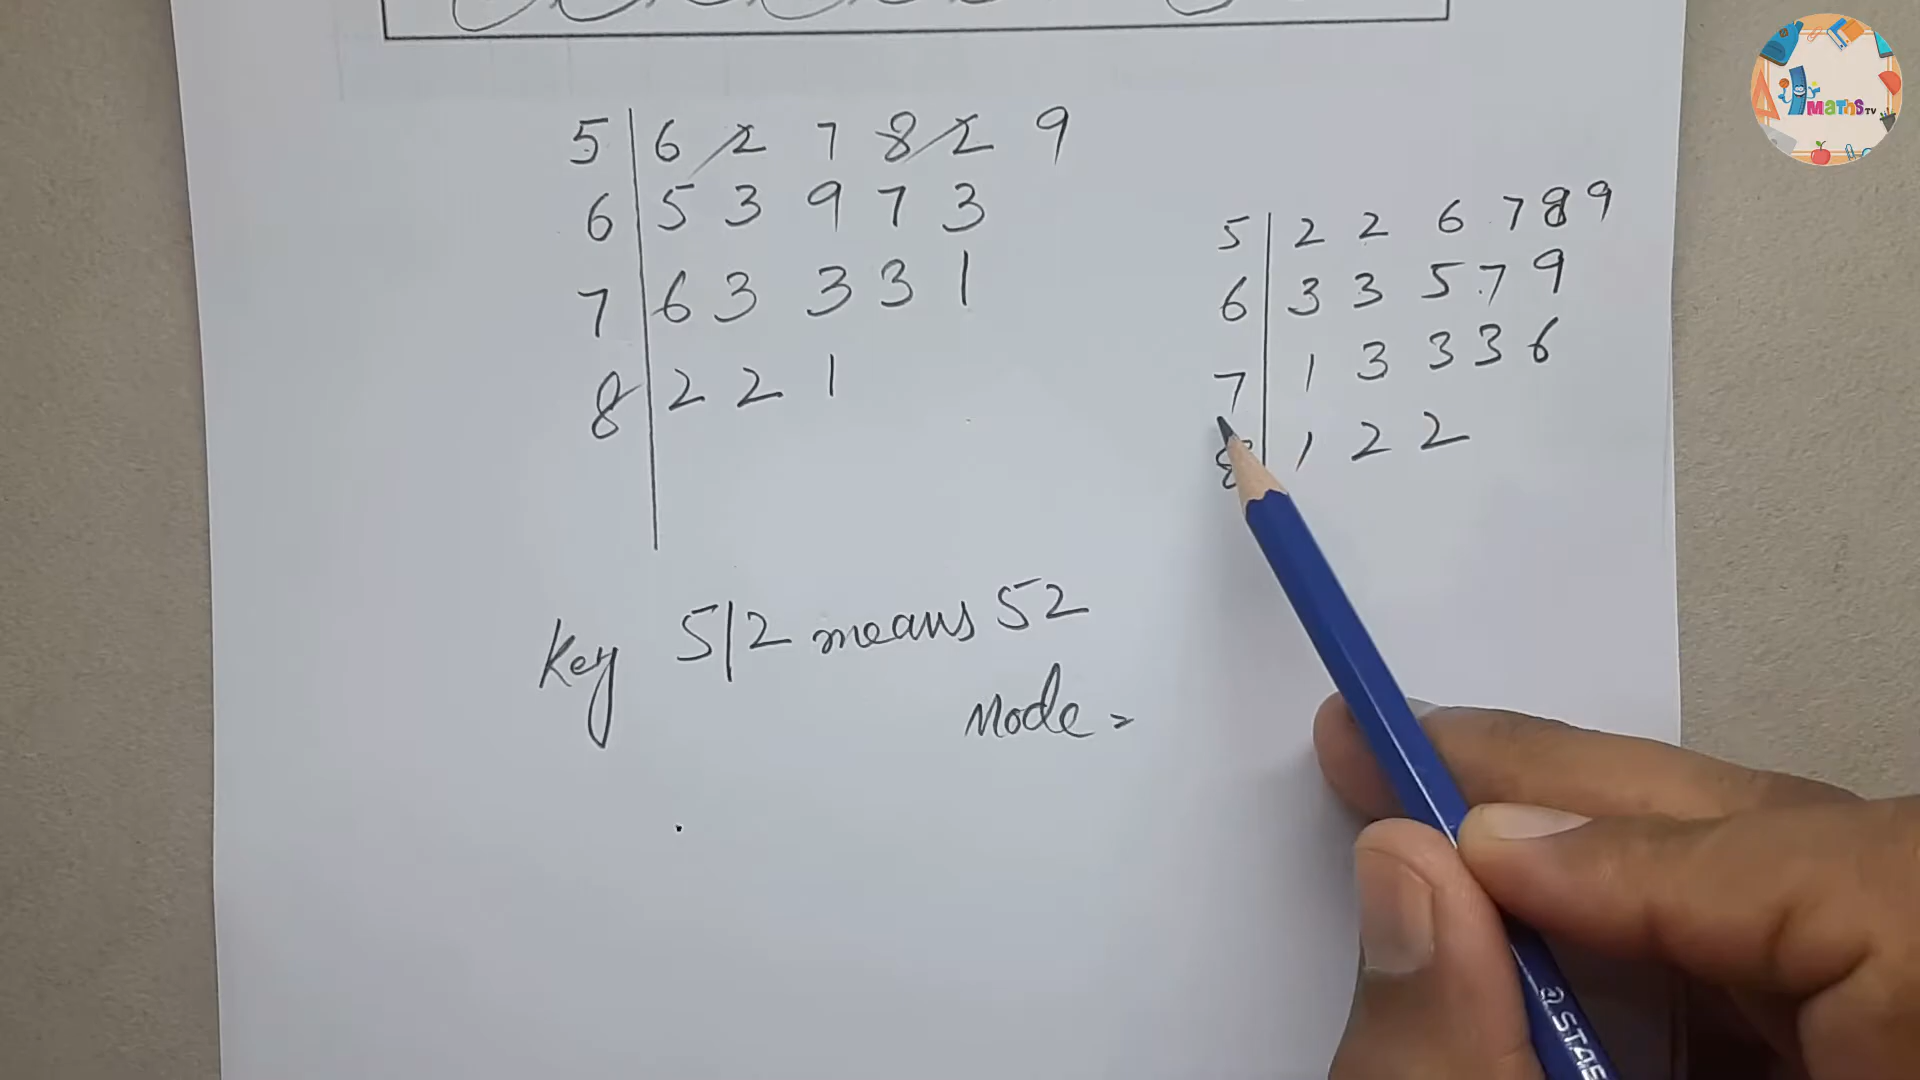 5 | 6 2 7 8 2 9
6 | 5 3 9 7 3
7 | 6 3 3 3 1
8 | 2 2 1
5 | 2 2 6 7 8 9
6 | 3 3 5 7 9
7 | 1 3 3 3 6
8 | 1 2 2
Key 5|2 means 52
Mode =
MATHS TV